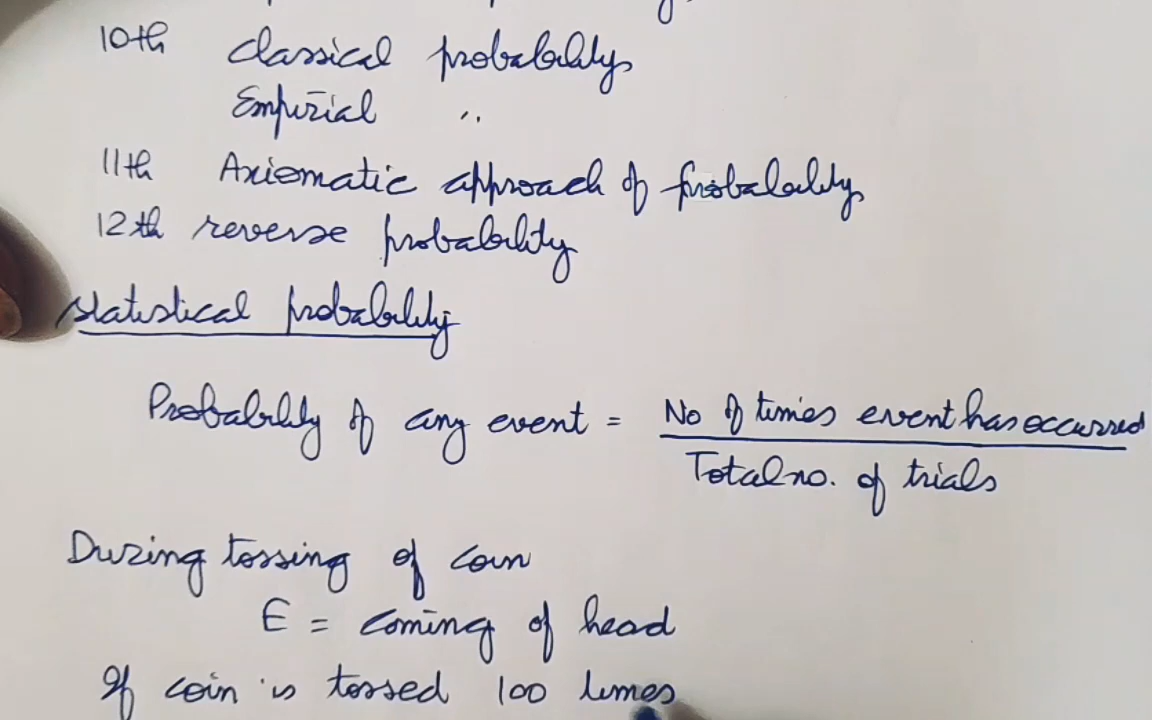 10th classical probability
Empirial ,,
11th Axiomatic approach of probability
12th reverse probability
statistical probability
Probability of any event = No of times event has occurred
Total no. of trials
During tossing of coin
E = coming of head
If coin is tossed 100 times